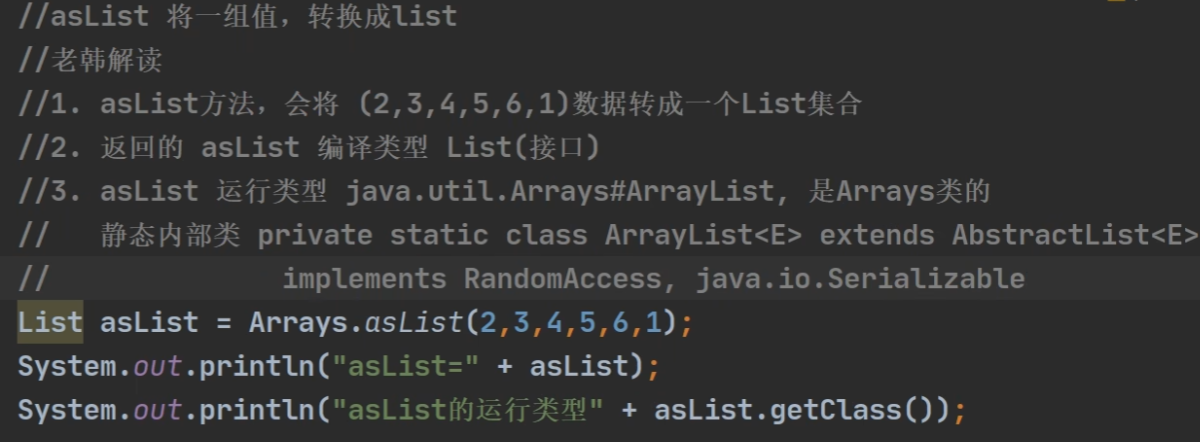 //asList 将一组值，转换成list
//老韩解读
//1. asList方法，会将 (2,3,4,5,6,1)数据转成一个List集合
//2. 返回的 asList 编译类型 List(接口)
//3. asList 运行类型 java.util.Arrays#ArrayList, 是Arrays类的
//   静态内部类 private static class ArrayList<E> extends AbstractList<E>
//              implements RandomAccess, java.io.Serializable
List asList = Arrays.asList(2,3,4,5,6,1);
System.out.println("asList=" + asList);
System.out.println("asList的运行类型" + asList.getClass());